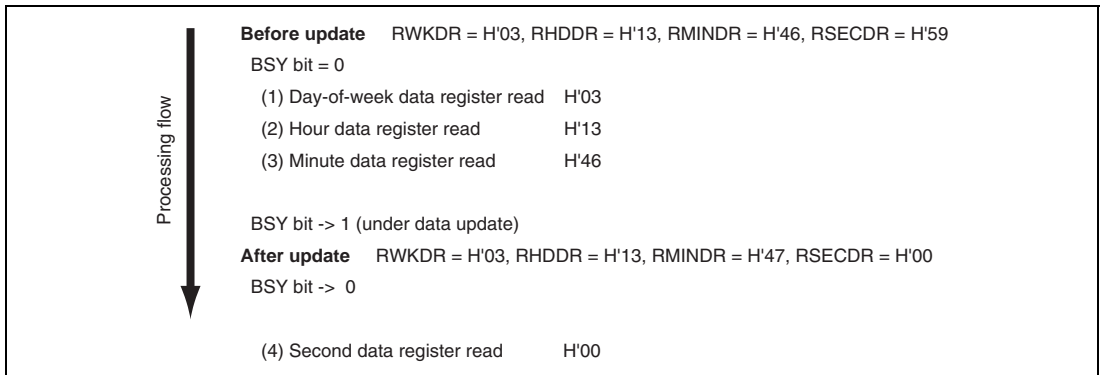 Processing flow
Before update RWKDR = H'03, RHDDR = H'13, RMINDR = H'46, RSECDR = H'59
BSY bit = 0
(1) Day-of-week data register read H'03
(2) Hour data register read H'13
(3) Minute data register read H'46
BSY bit -> 1 (under data update)
After update RWKDR = H'03, RHDDR = H'13, RMINDR = H'47, RSECDR = H'00
BSY bit -> 0
(4) Second data register read H'00